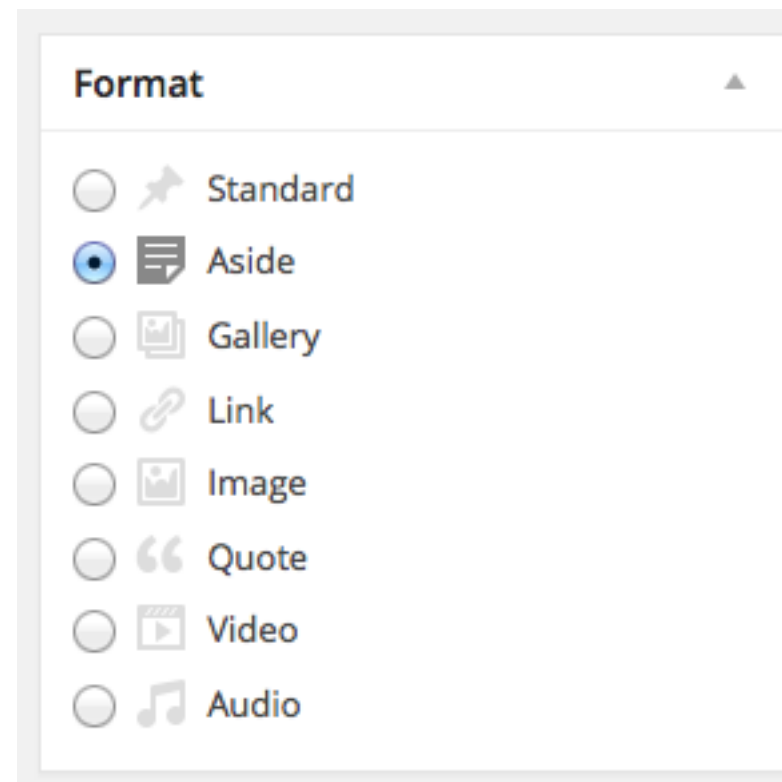 Format
Standard
Aside
Gallery
Link
Image
Quote
Video
Audio